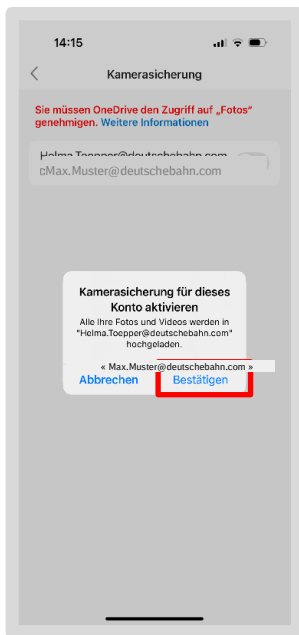 14:15
Kamerasicherung
Sie müssen OneDrive den Zugriff auf „Fotos“
genehmigen. Weitere Informationen
Helma.Toepper@deutschebahn.com
cMax.Muster@deutschebahn.com
Kamerasicherung für dieses
Konto aktivieren
Alle Ihre Fotos und Videos werden in
"Helma.Toepper@deutschebahn.com"
hochgeladen.
« Max.Muster@deutschebahn.com »
Abbrechen Bestätigen